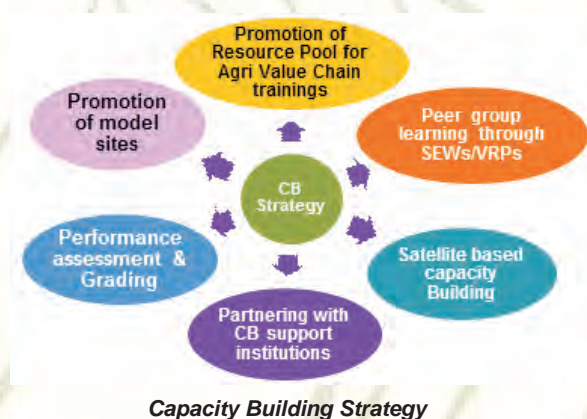 Promotion of
Resource Pool for
Agri Value Chain
trainings
Peer group
learning through
SEWs/VRPs
Satellite based
capacity
Building
Partnering with
CB support
institutions
Performance
assessment &
Grading
Promotion
of model
sites
CB
Strategy
Capacity Building Strategy